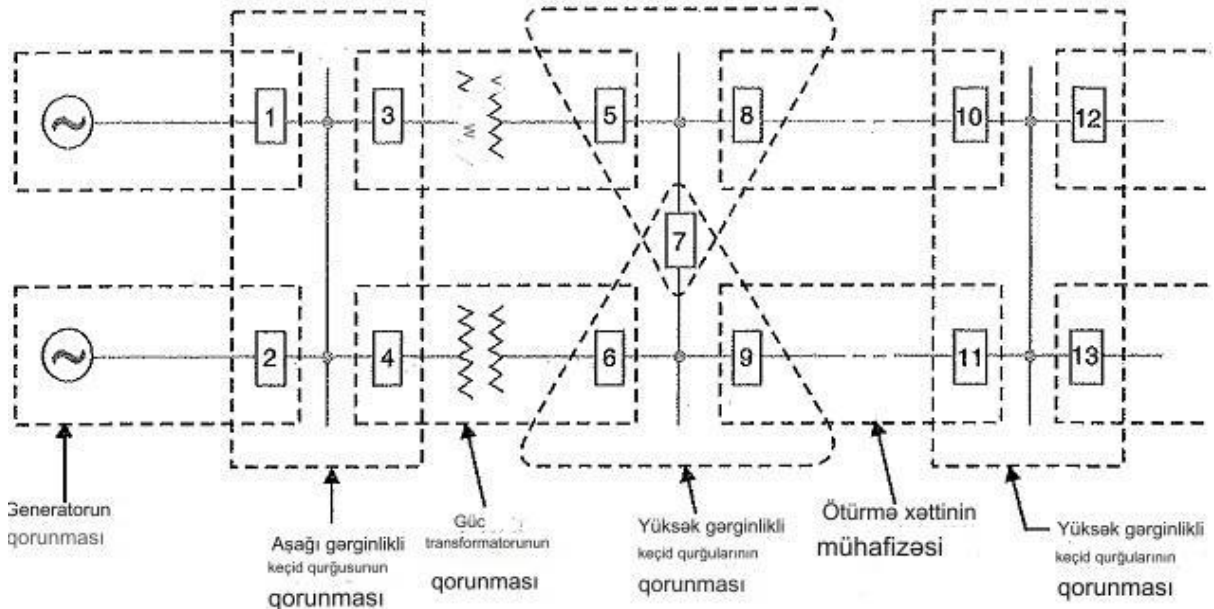 1
3
5
8
10
12
7
2
4
6
9
11
13
Generatorun
qorunması
Aşağı gərginlikli
keçid qurğusunun
qorunması
Güc
transformatorunun
qorunması
Yüksək gərginlikli
keçid qurğularının
qorunması
Ötürmə xəttinin
mühafizəsi
Yüksək gərginlikli
keçid qurğularının
qorunması